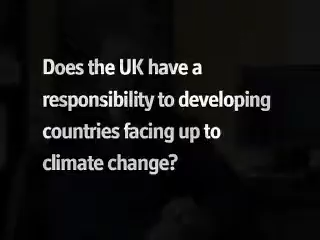 Does the UK have a
responsibility to developing
countries facing up to
climate change?